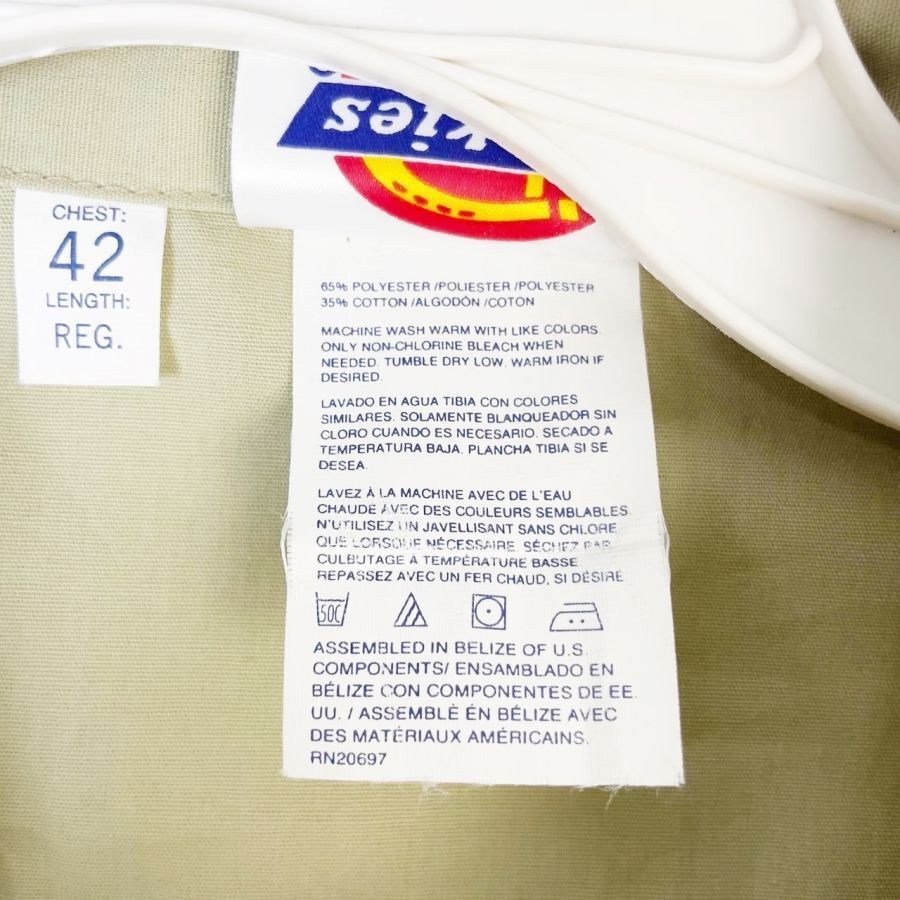 kies
CHEST:
42
LENGTH:
REG.
65% POLYESTER /POLIESTER /POLYESTER
35% COTTON /ALGODÓN /COTON
MACHINE WASH WARM WITH LIKE COLORS.
ONLY NON-CHLORINE BLEACH WHEN
NEEDED. TUMBLE DRY LOW. WARM IRON IF
DESIRED.
LAVADO EN AGUA TIBIA CON COLORES
SIMILARES. SOLAMENTE BLANQUEADOR SIN
CLORO CUANDO ES NECESARIO. SECADO A
TEMPERATURA BAJA. PLANCHA TIBIA SI SE
DESEA.
LAVEZ À LA MACHINE AVEC DE L'EAU
CHAUDE AVEC DES COULEURS SEMBLABLES.
N'UTILISEZ UN JAVELLISANT SANS CHLORE
QUE LORSQUE NÉCESSAIRE. SÉCHEZ PAR
CULBUTAGE À TEMPÉRATURE BASSE.
REPASSEZ AVEC UN FER CHAUD, SI DÉSIRÉ
50C
ASSEMBLED IN BELIZE OF U.S.
COMPONENTS/ ENSAMBLADO EN
BÉLIZE CON COMPONENTES DE EE.
UU. / ASSEMBLÉ ÉN BÉLIZE AVEC
DES MATÉRIAUX AMÉRICAINS.
RN20697